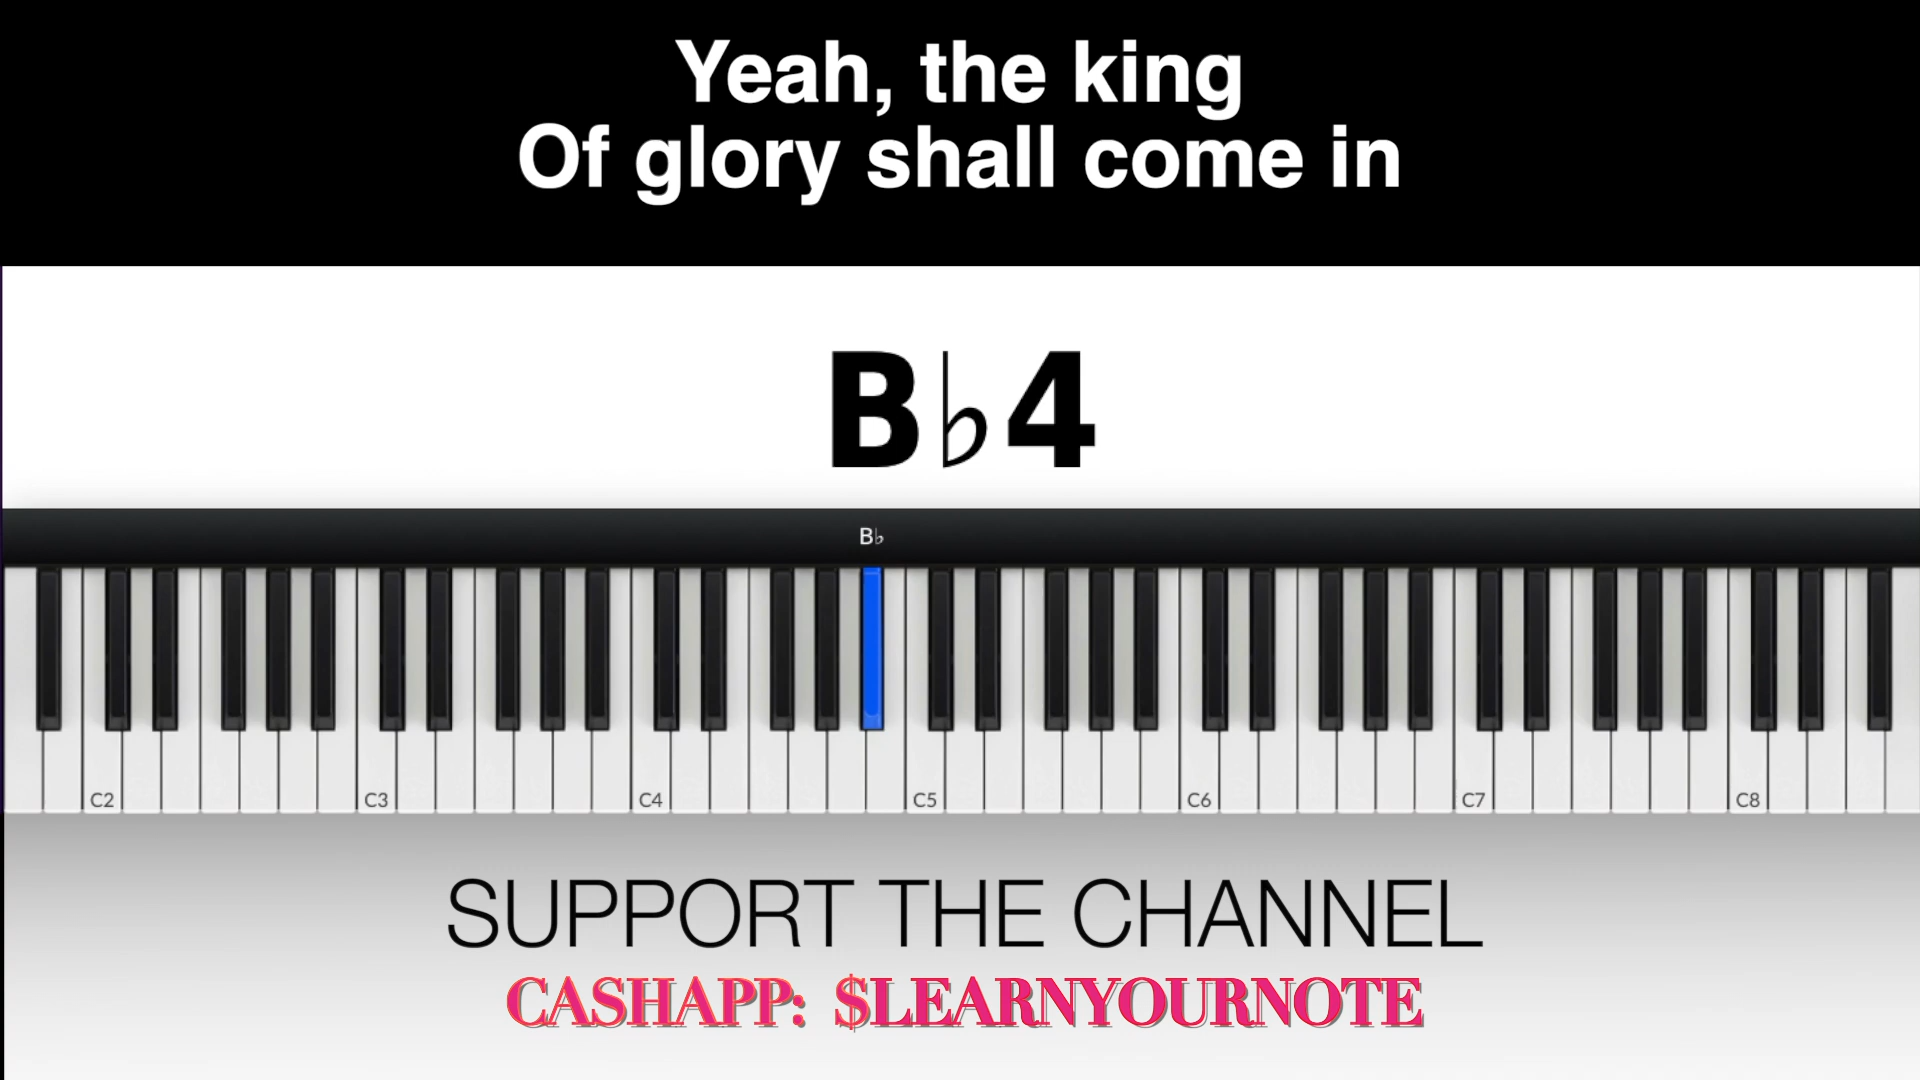 Yeah, the king
Of glory shall come in
B♭4
B♭
C2 C3 C4 C5 C6 C7 C8
SUPPORT THE CHANNEL
CASHAPP: $LEARNYOURNOTE